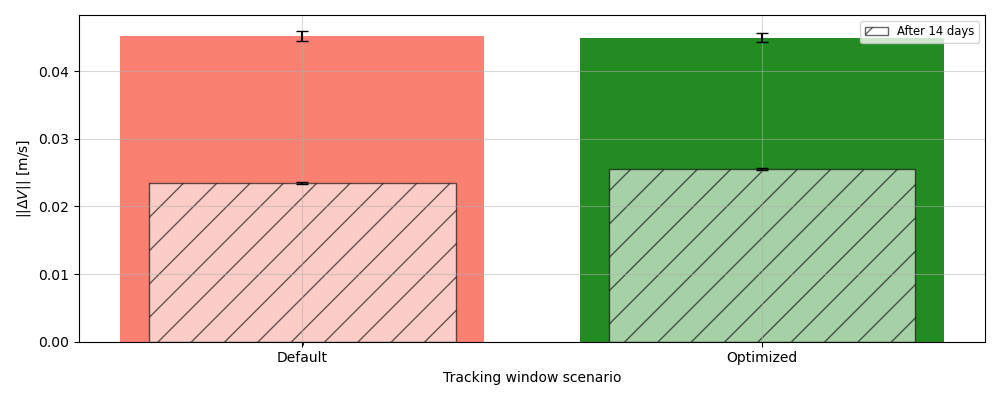 After 14 days
0.04
0.03
0.02
0.01
0.00
||ΔV|| [m/s]
Default
Optimized
Tracking window scenario